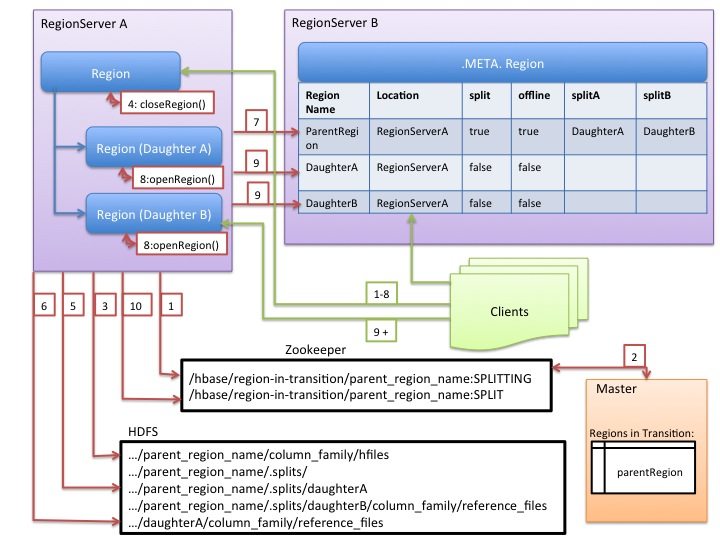 RegionServer A
Region
4: closeRegion()
Region (Daughter A)
8:openRegion()
Region (Daughter B)
8:openRegion()
7
9
9
RegionServer B
.META. Region
Region Name Location split offline splitA splitB
ParentRegi
on RegionServerA true true DaughterA DaughterB
DaughterA RegionServerA false false
DaughterB RegionServerA false false
6 5 3 10 1
1-8
9 +
Clients
Zookeeper
/hbase/region-in-transition/parent_region_name:SPLITTING
/hbase/region-in-transition/parent_region_name:SPLIT
2
Master
Regions in Transition:
parentRegion
HDFS
.../parent_region_name/column_family/hfiles
.../parent_region_name/.splits/
.../parent_region_name/.splits/daughterA
.../parent_region_name/.splits/daughterB/column_family/reference_files
.../daughterA/column_family/reference_files